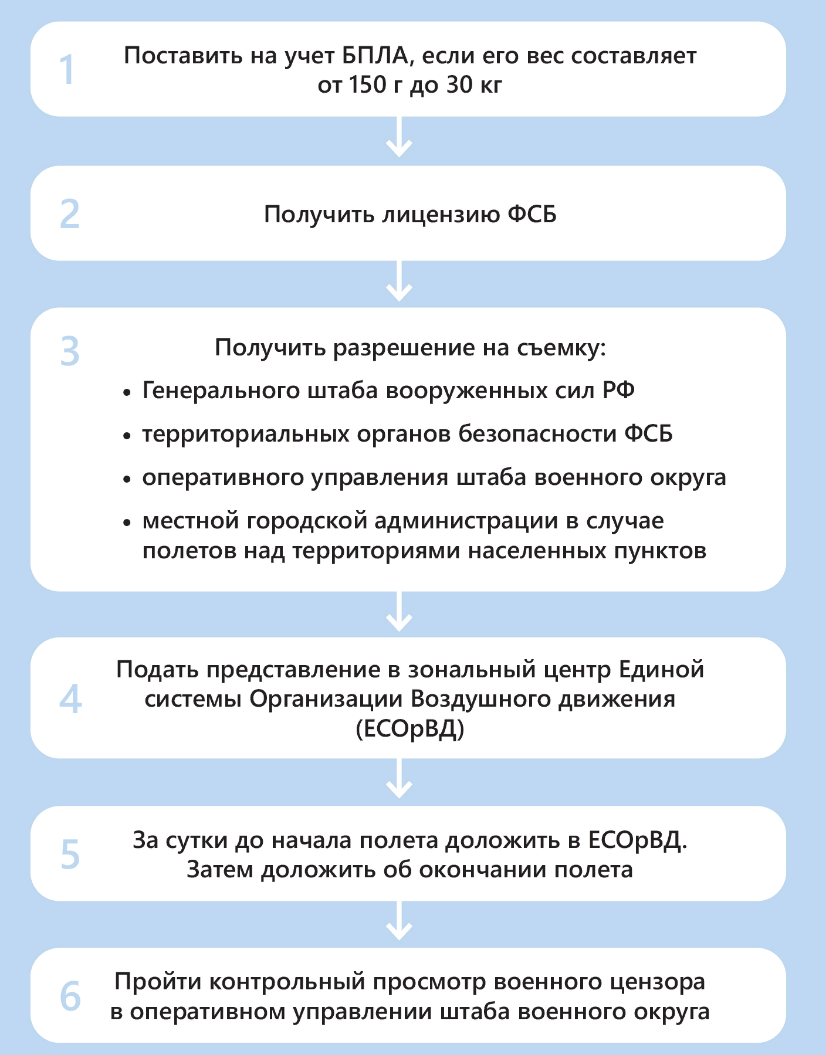 1
Поставить на учет БПЛА, если его вес составляет
от 150 г до 30 кг
2
Получить лицензию ФСБ
3
Получить разрешение на съемку:
• Генерального штаба вооруженных сил РФ
• территориальных органов безопасности ФСБ
• оперативного управления штаба военного округа
• местной городской администрации в случае
полетов над территориями населенных пунктов
4
Подать представление в зональный центр Единой
системы Организации Воздушного движения
(ЕСОрВД)
5
За сутки до начала полета доложить в ЕСОрВД.
Затем доложить об окончании полета
6
Пройти контрольный просмотр военного цензора
в оперативном управлении штаба военного округа